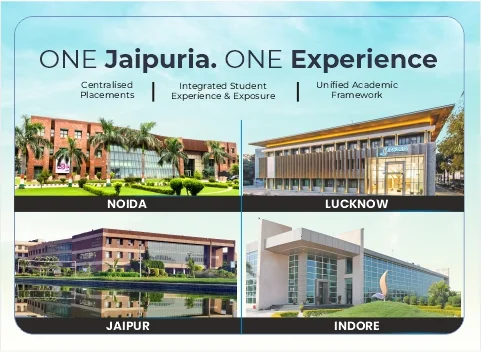 ONE Jaipuria. ONE Experience
Centralised
Placements
Integrated Student
Experience & Exposure
Unified Academic
Framework
NOIDA
LUCKNOW
JAIPUR
INDORE